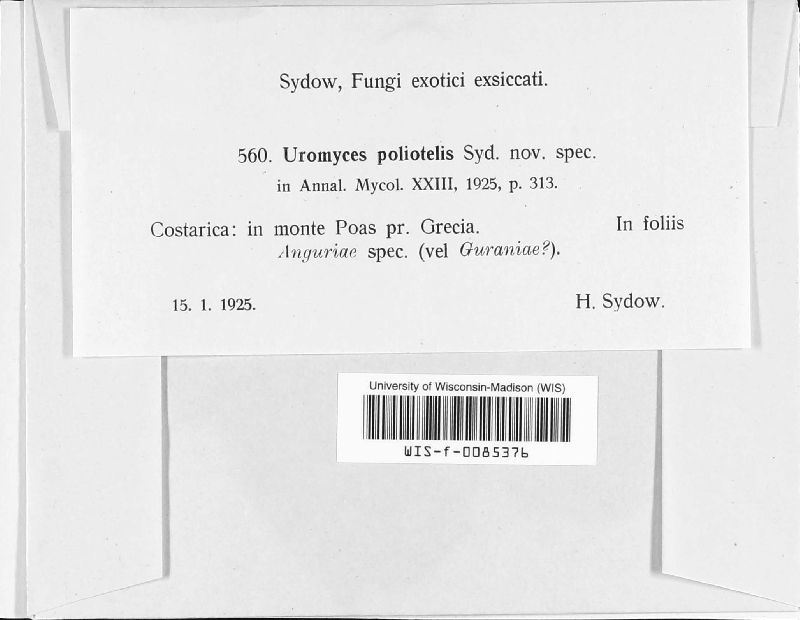 Sydow, Fungi exotici exsiccati.
560. Uromyces poliotelis Syd. nov. spec.
in Annal. Mycol. XXIII, 1925, p. 313.
Costarica: in monte Poas pr. Grecia. In foliis
Anguriae spec. (vel Guraniae?).
15. 1. 1925. H. Sydow.
University of Wisconsin-Madison (WIS)
WIS-f-0085376